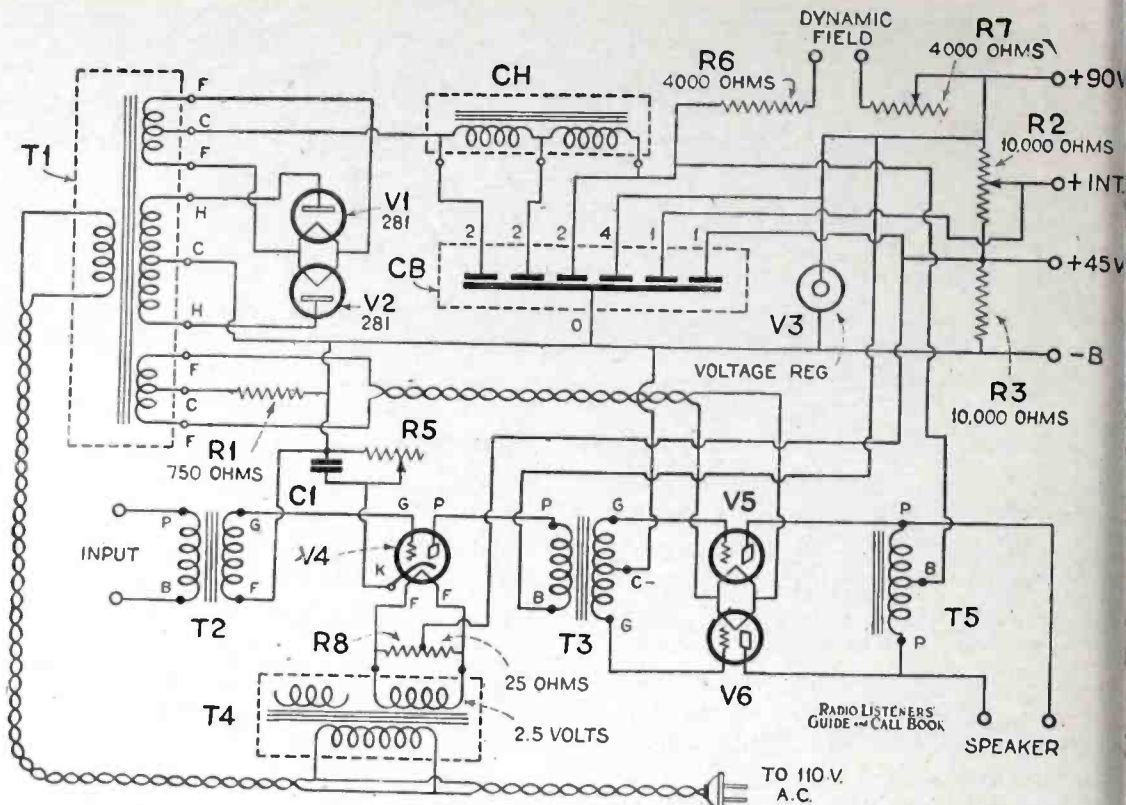 DYNAMIC
FIELD
R7
4000 OHMS
R6
4000 OHMS
CH
+90V
R2
10,000 OHMS
+INT.
+45V
-B
R3
10,000 OHMS
T1
F
C
F
H
C
H
F
C
F
V1
281
V2
281
2
2
2
4
1
1
CB
0
V3
VOLTAGE REG
R1
750 OHMS
R5
C1
INPUT
P
B
T2
G
F
G
P
V4
K
F
F
P
B
T3
G
C-
G
V5
V6
P
B
P
T5
R8
25 OHMS
T4
2.5 VOLTS
RADIO LISTENERS'
GUIDE AND CALL BOOK
SPEAKER
TO 110 V.
A.C.